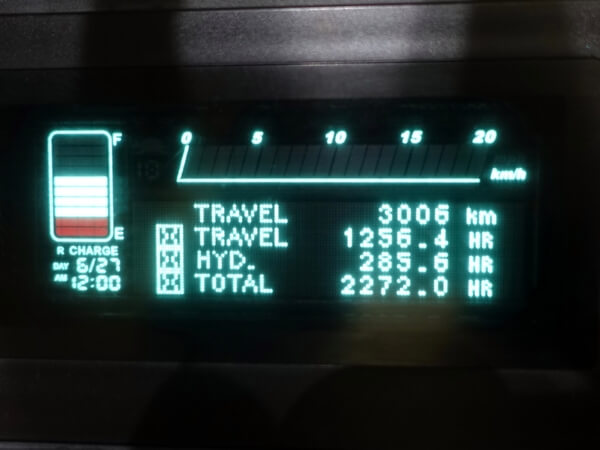 F
0 5 10 15 20
km/h
E
R CHARGE
DAY 6/27
AM 12:00
TRAVEL 3006 km
TRAVEL 1256.4 HR
HYD. 285.6 HR
TOTAL 2272.0 HR